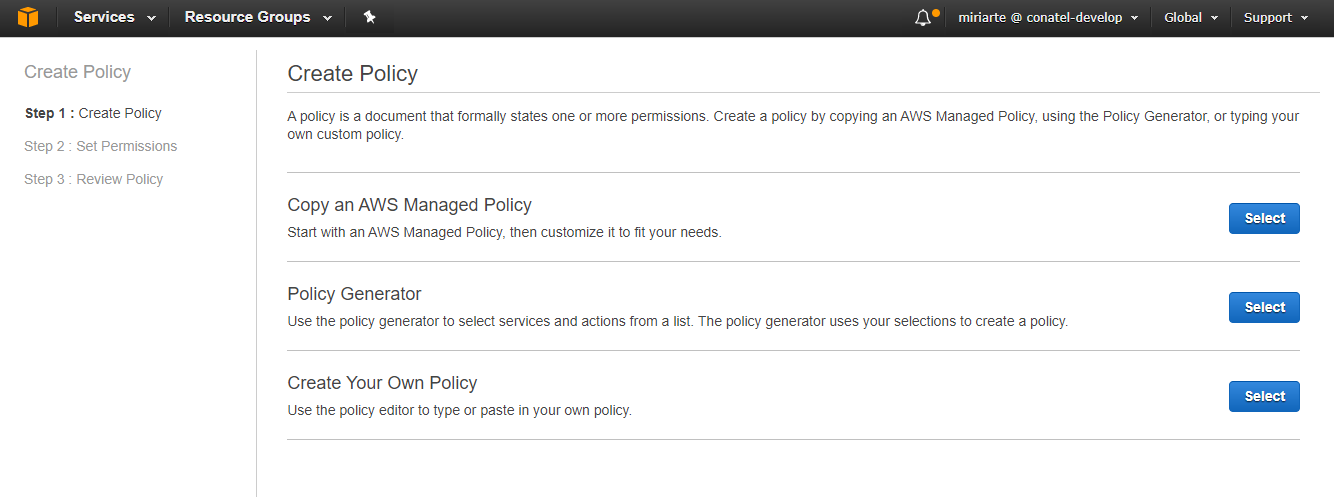 Services Resource Groups miriarte @ conatel-develop Global Support
Create Policy
Step 1 : Create Policy
Step 2 : Set Permissions
Step 3 : Review Policy
Create Policy
A policy is a document that formally states one or more permissions. Create a policy by copying an AWS Managed Policy, using the Policy Generator, or typing your
own custom policy.
Copy an AWS Managed Policy
Start with an AWS Managed Policy, then customize it to fit your needs.
Select
Policy Generator
Use the policy generator to select services and actions from a list. The policy generator uses your selections to create a policy.
Select
Create Your Own Policy
Use the policy editor to type or paste in your own policy.
Select